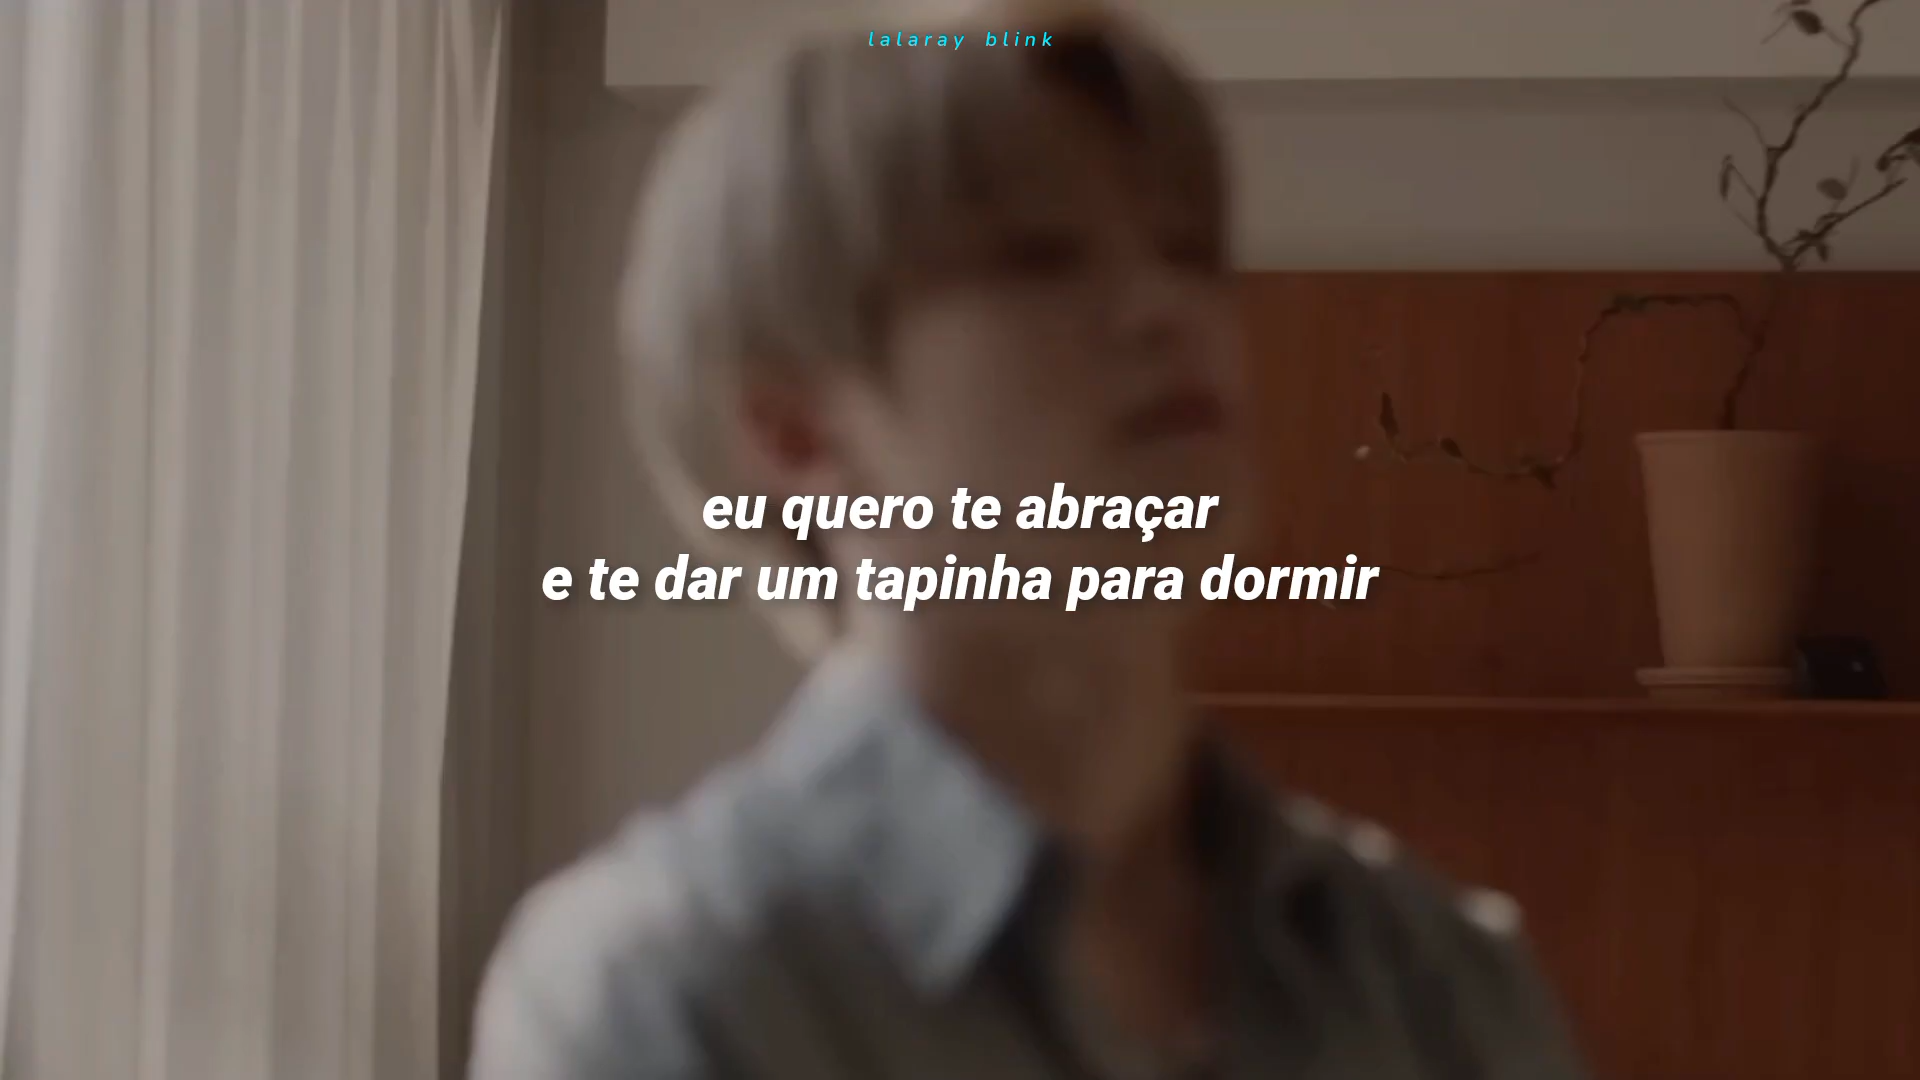 lalaray blink
eu quero te abraçar
e te dar um tapinha para dormir